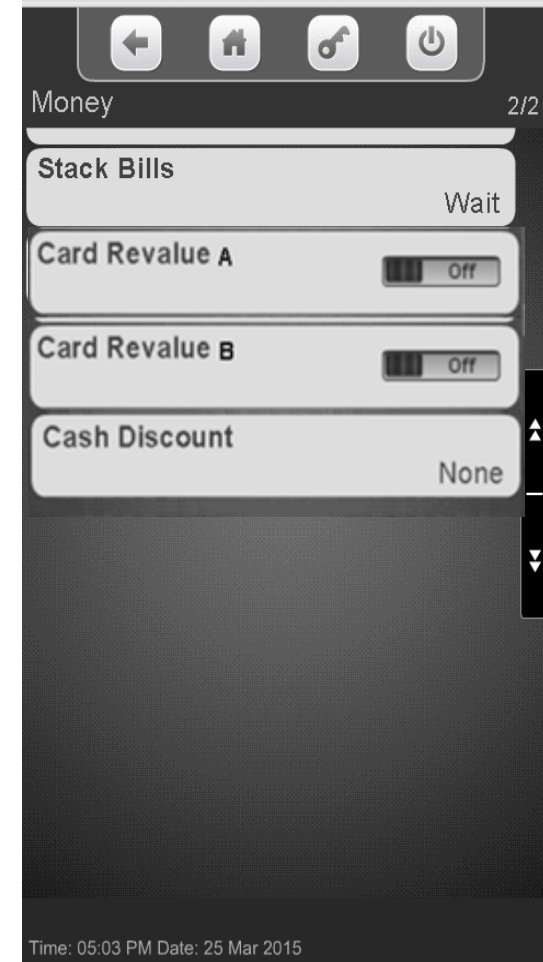 Money
2/2
Stack Bills
Wait
Card Revalue A
Off
Card Revalue B
Off
Cash Discount
None
Time: 05:03 PM Date: 25 Mar 2015